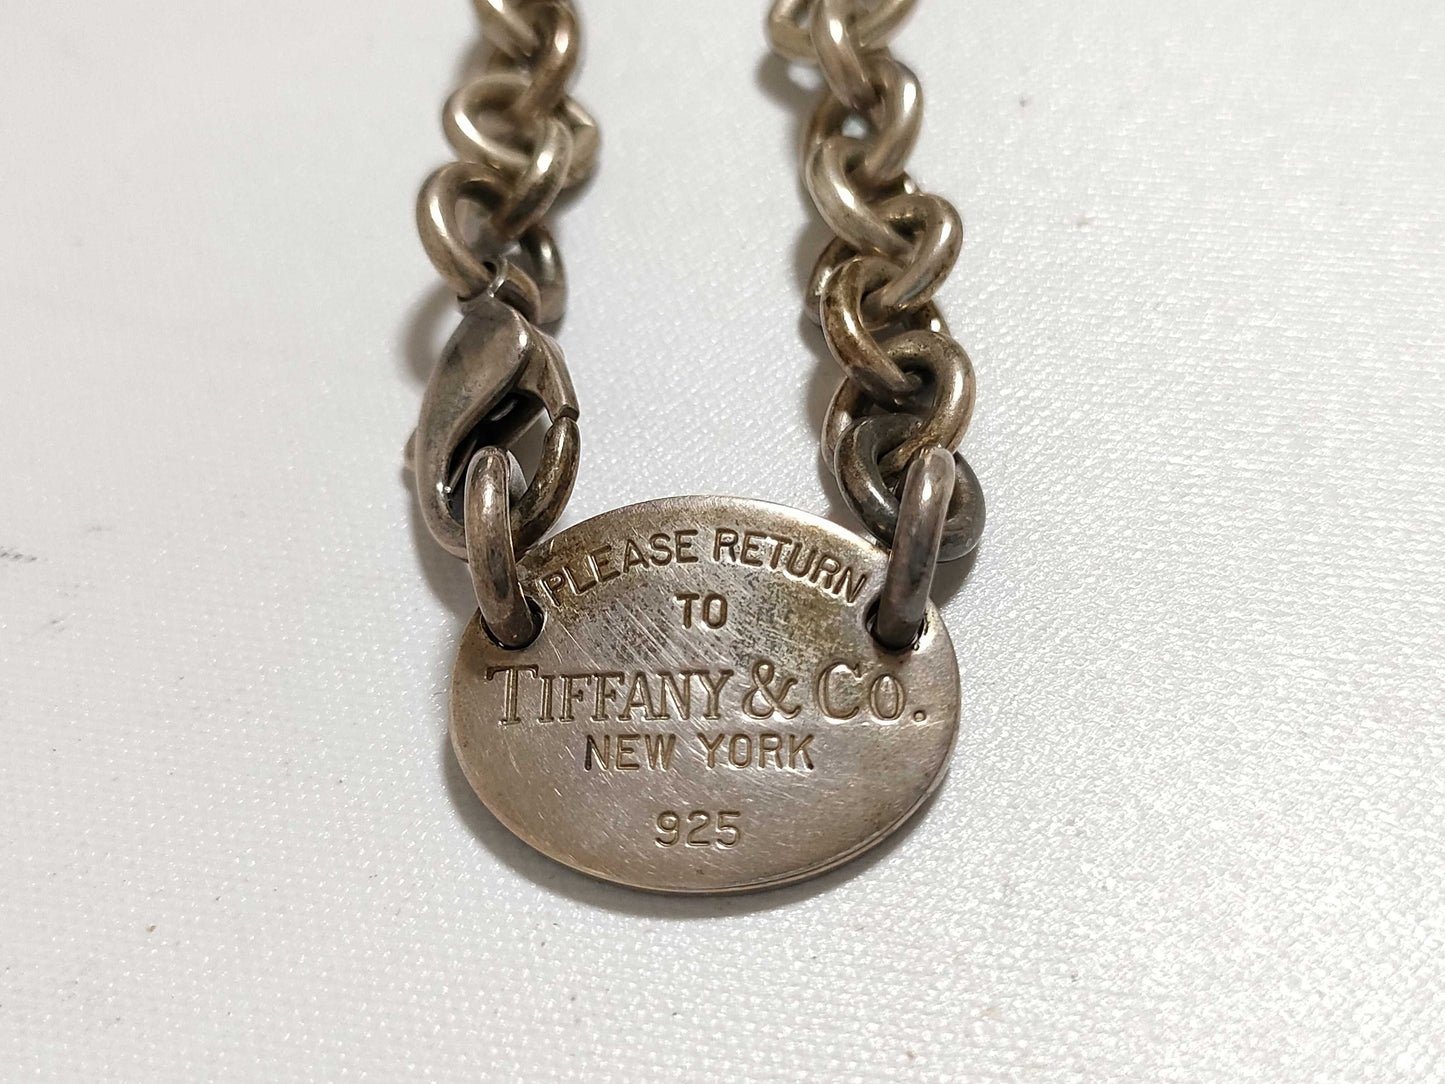 PLEASE RETURN
TO
TIFFANY & CO.
NEW YORK
925